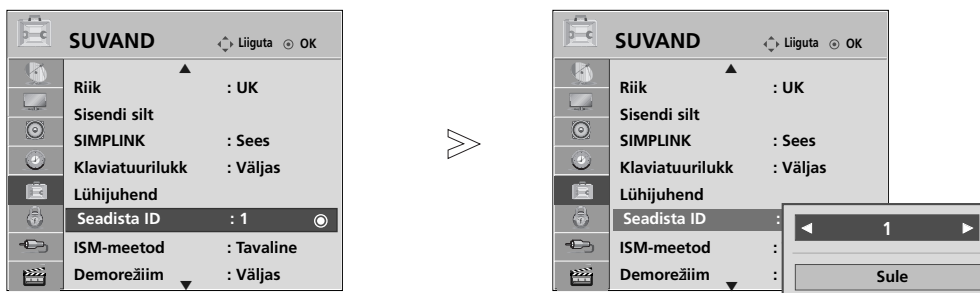 SUVAND Liiguta OK
Riik : UK
Sisendi silt
SIMPLINK : Sees
Klaviatuurilukk : Väljas
Lühijuhend
Seadista ID : 1
ISM-meetod : Tavaline
Demorežiim : Väljas
SUVAND Liiguta OK
Riik : UK
Sisendi silt
SIMPLINK : Sees
Klaviatuurilukk : Väljas
Lühijuhend
Seadista ID :
ISM-meetod :
Demorežiim :
1
Sule